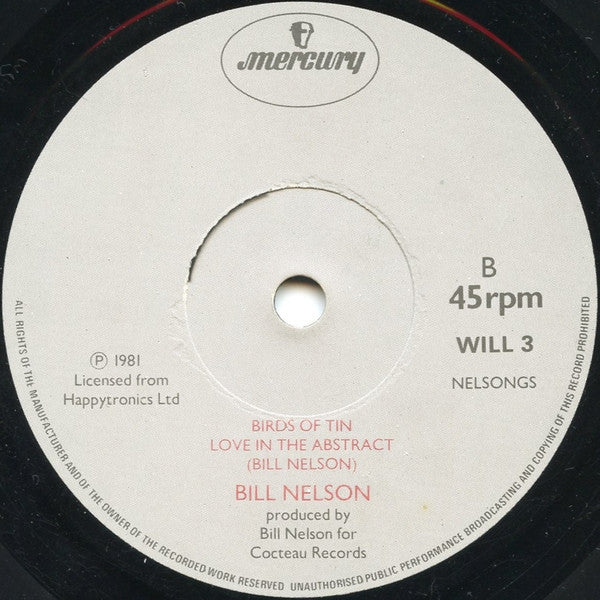 mercury
B
45rpm
WILL 3
NELSONGS
Ⓟ 1981
Licensed from
Happytronics Ltd
BIRDS OF TIN
LOVE IN THE ABSTRACT
(BILL NELSON)
BILL NELSON
produced by
Bill Nelson for
Cocteau Records
ALL RIGHTS OF THE MANUFACTURER AND OF THE OWNER OF THE RECORDED WORK RESERVED UNAUTHORISED PUBLIC PERFORMANCE BROADCASTING AND COPYING OF THIS RECORD PROHIBITED